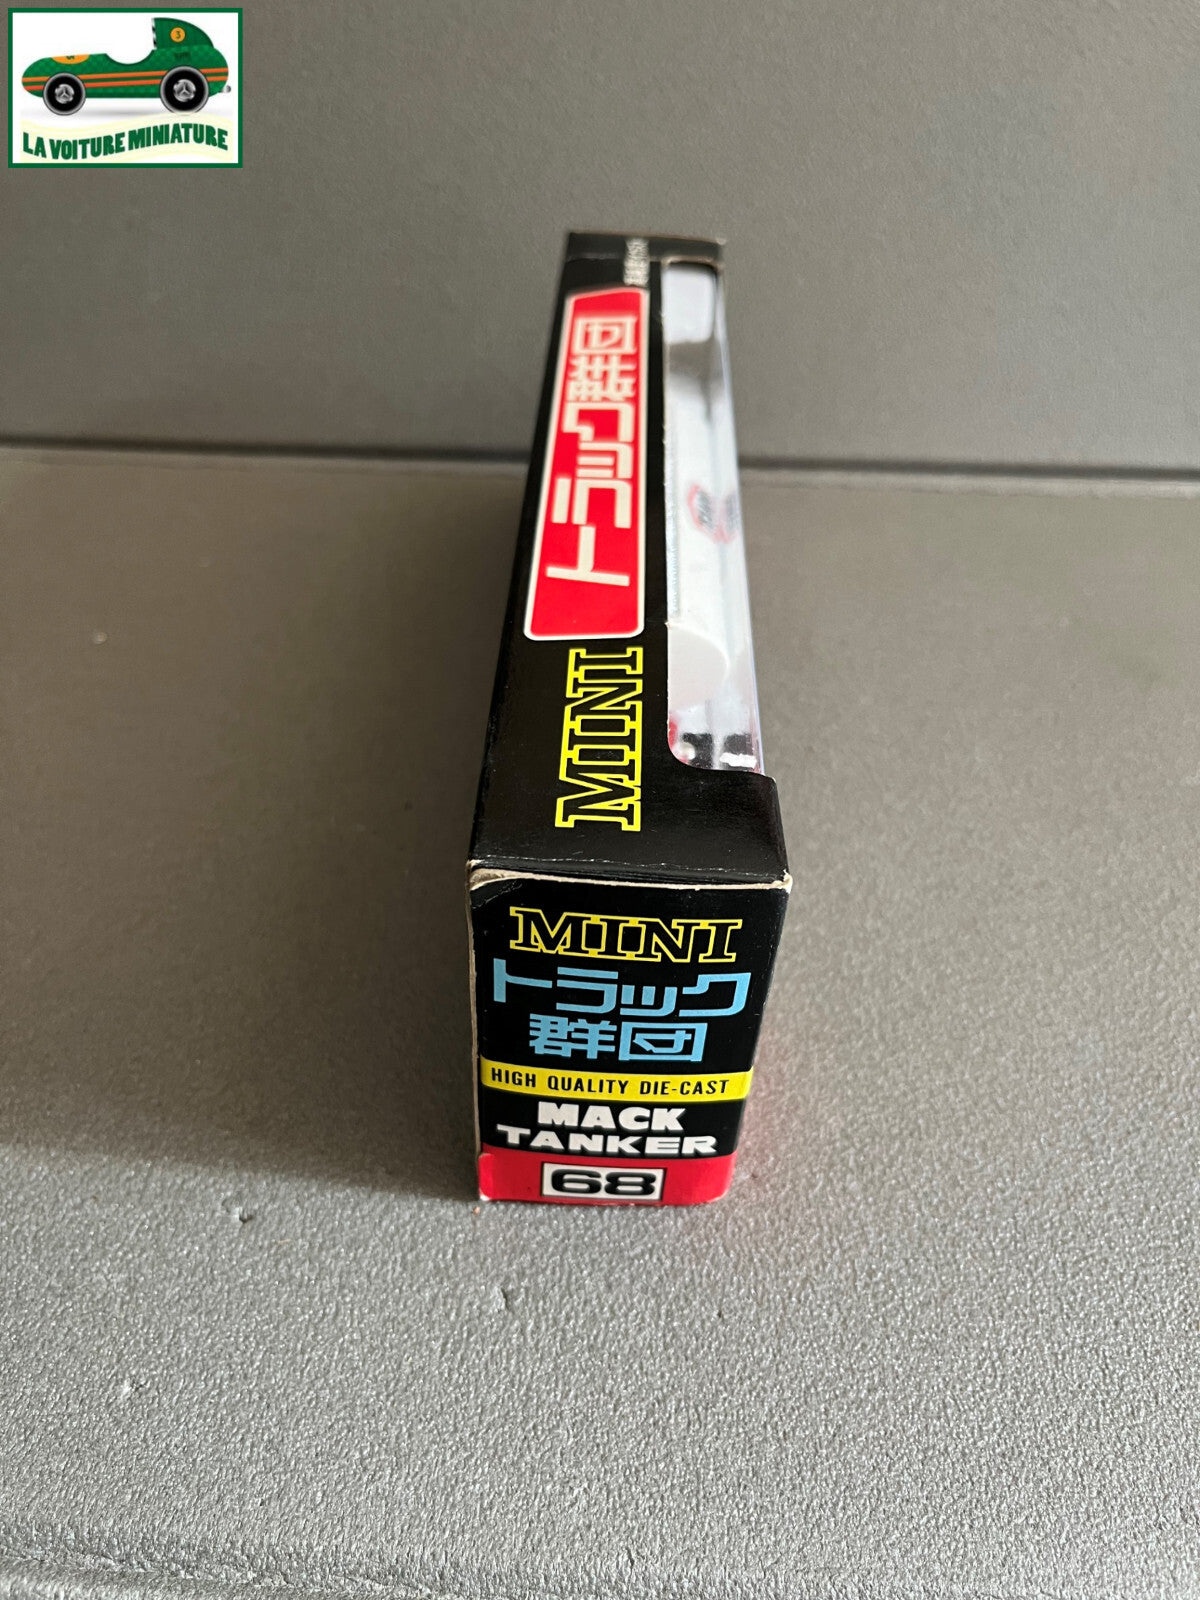 LA VOITURE MINIATURE
3
MINI トラック群団
MINI
トラック
群団
HIGH QUALITY DIE-CAST
MACK
TANKER
68